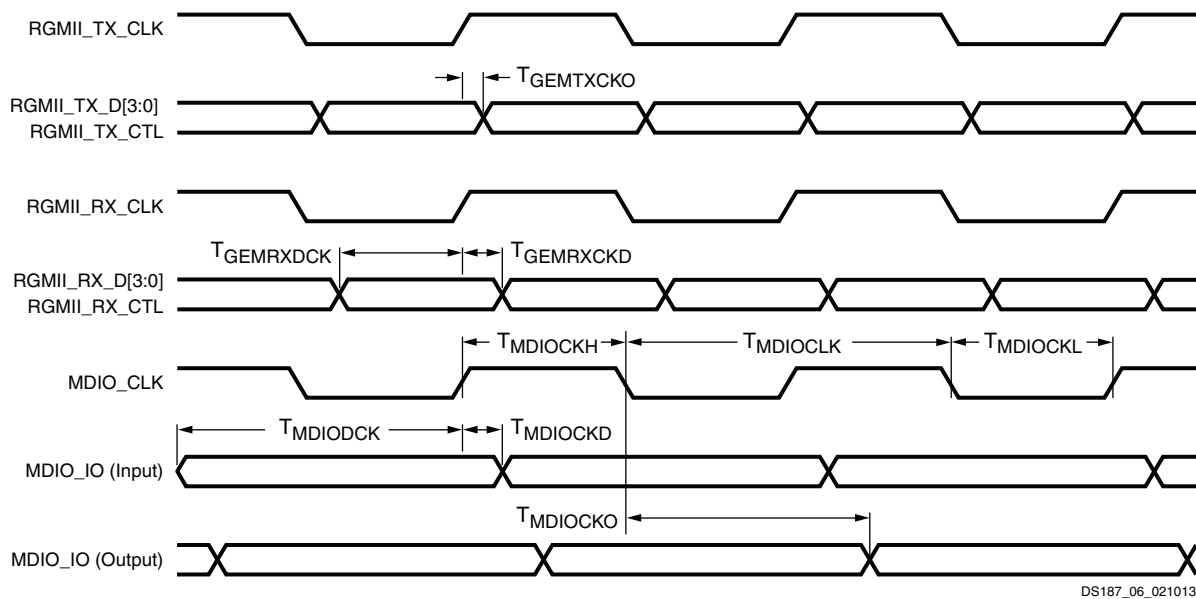 RGMII_TX_CLK
TGEMTXCKO
RGMII_TX_D[3:0]
RGMII_TX_CTL
RGMII_RX_CLK
TGEMRXDCK
TGEMRXCKD
RGMII_RX_D[3:0]
RGMII_RX_CTL
TMDIOCKH
TMDIOCLK
TMDIOCKL
MDIO_CLK
TMDIODCK
TMDIOCKD
MDIO_IO (Input)
TMDIOCKO
MDIO_IO (Output)
DS187_06_021013